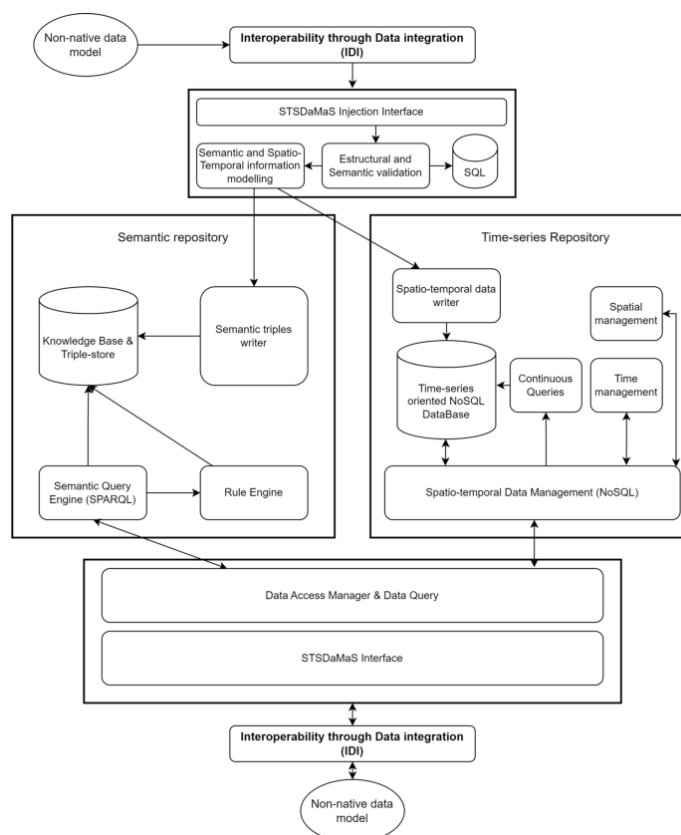 Non-native data
model
Interoperability through Data integration
(IDI)
STSDaMaS Injection Interface
Semantic and Spatio-
Temporal information
modelling
Estructural and
Semantic validation
SQL
Semantic repository
Time-series Repository
Spatio-temporal data
writer
Spatial
management
Knowledge Base &
Triple-store
Semantic triples
writer
Time-series
oriented NoSQL
DataBase
Continuous
Queries
Time
management
Semantic Query
Engine (SPARQL)
Rule Engine
Spatio-temporal Data Management (NoSQL)
Data Access Manager & Data Query
STSDaMaS Interface
Interoperability through Data integration
(IDI)
Non-native data
model